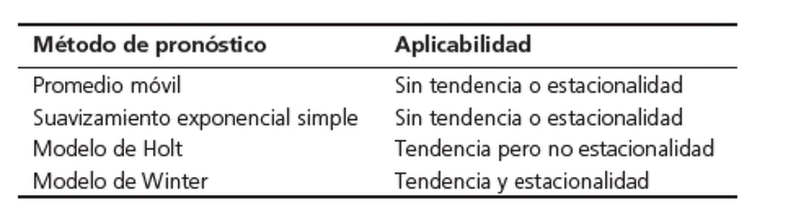 Método de pronóstico Aplicabilidad
Promedio móvil Sin tendencia o estacionalidad
Suavizamiento exponencial simple Sin tendencia o estacionalidad
Modelo de Holt Tendencia pero no estacionalidad
Modelo de Winter Tendencia y estacionalidad